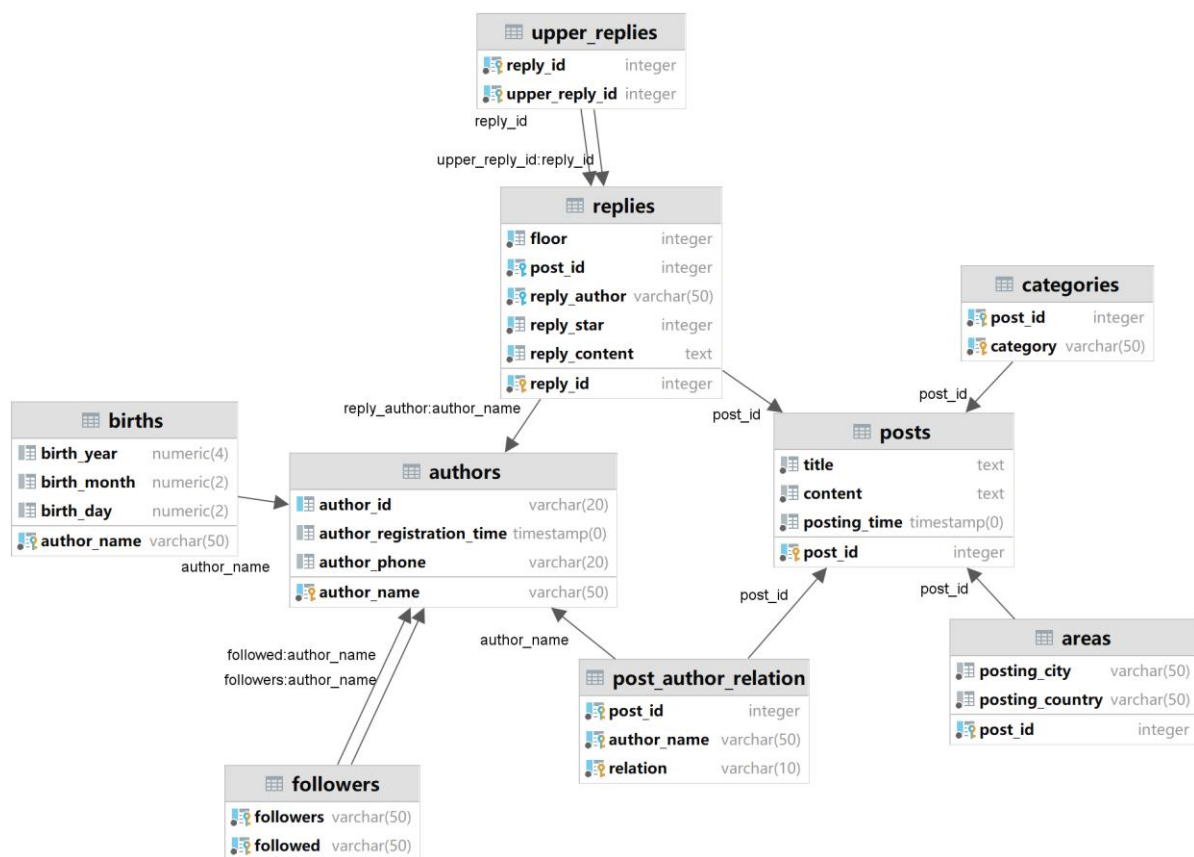 upper_replies
reply_id integer
upper_reply_id integer
reply_id
upper_reply_id:reply_id
replies
floor integer
post_id integer
reply_author varchar(50)
reply_star integer
reply_content text
reply_id integer
categories
post_id integer
category varchar(50)
reply_author:author_name
post_id
post_id
births
birth_year numeric(4)
birth_month numeric(2)
birth_day numeric(2)
author_name varchar(50)
author_name
authors
author_id varchar(20)
author_registration_time timestamp(0)
author_phone varchar(20)
author_name varchar(50)
posts
title text
content text
posting_time timestamp(0)
post_id integer
followed:author_name
followers:author_name
author_name
post_id
post_id
post_author_relation
post_id integer
author_name varchar(50)
relation varchar(10)
areas
posting_city varchar(50)
posting_country varchar(50)
post_id integer
followers
followers varchar(50)
followed varchar(50)